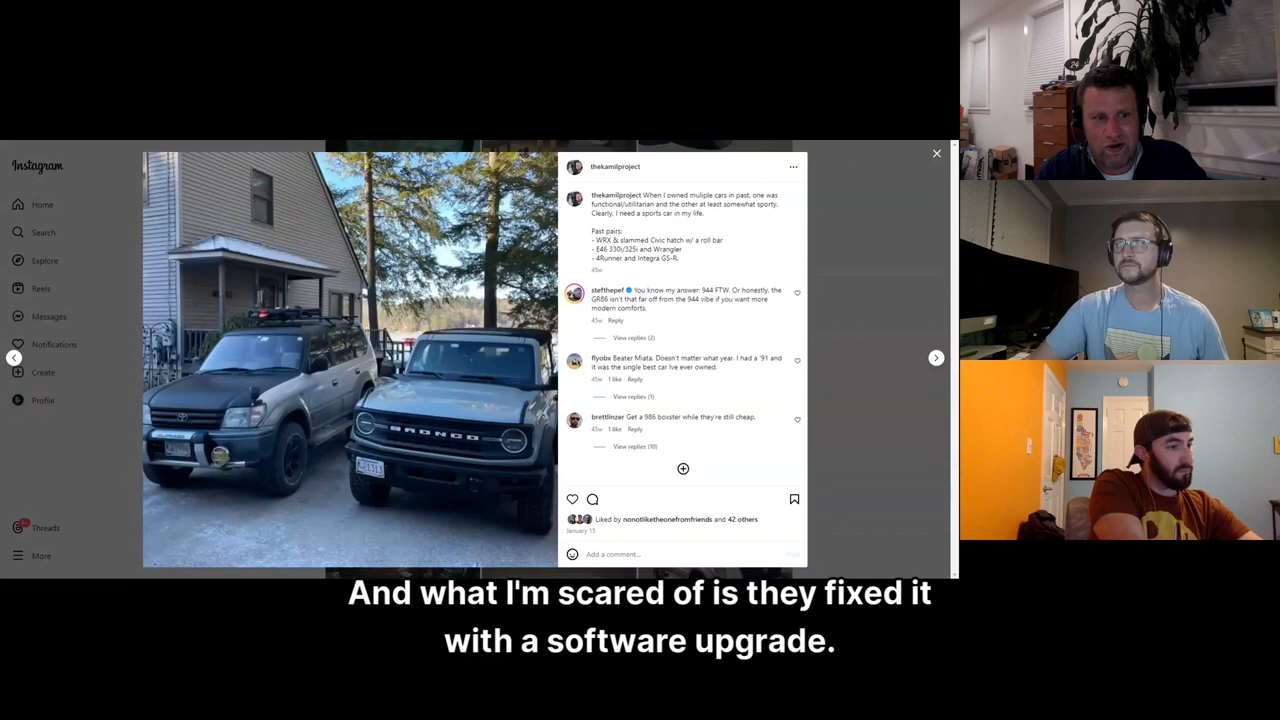 Instagram
Home
Search
Explore
Reels
Messages
Notifications
Create
Profile
Threads
More
BRONCO
thekamilproject
thekamilproject When I owned muliple cars in past, one was
functional/utilitarian and the other at least somewhat sporty.
Clearly, I need a sports car in my life.
Past pairs:
- WRX & slammed Civic hatch w/ a roll bar
- E46 330i/325i and Wrangler
- 4Runner and Integra GS-R.
45w
stefthepef You know my answer: 944 FTW. Or honestly, the
GR86 isn't that far off from the 944 vibe if you want more
modern comforts.
45w Reply
View replies (2)
flyobx Beater Miata. Doesn't matter what year. I had a '91 and
it was the single best car Ive ever owned.
45w 1 like Reply
View replies (1)
brettlinzer Get a 986 boxster while they're still cheap.
45w 1 like Reply
View replies (10)
Liked by nonotliketheonefromfriends and 42 others
January 15
Add a comment...
Post
And what I'm scared of is they fixed it
with a software upgrade.